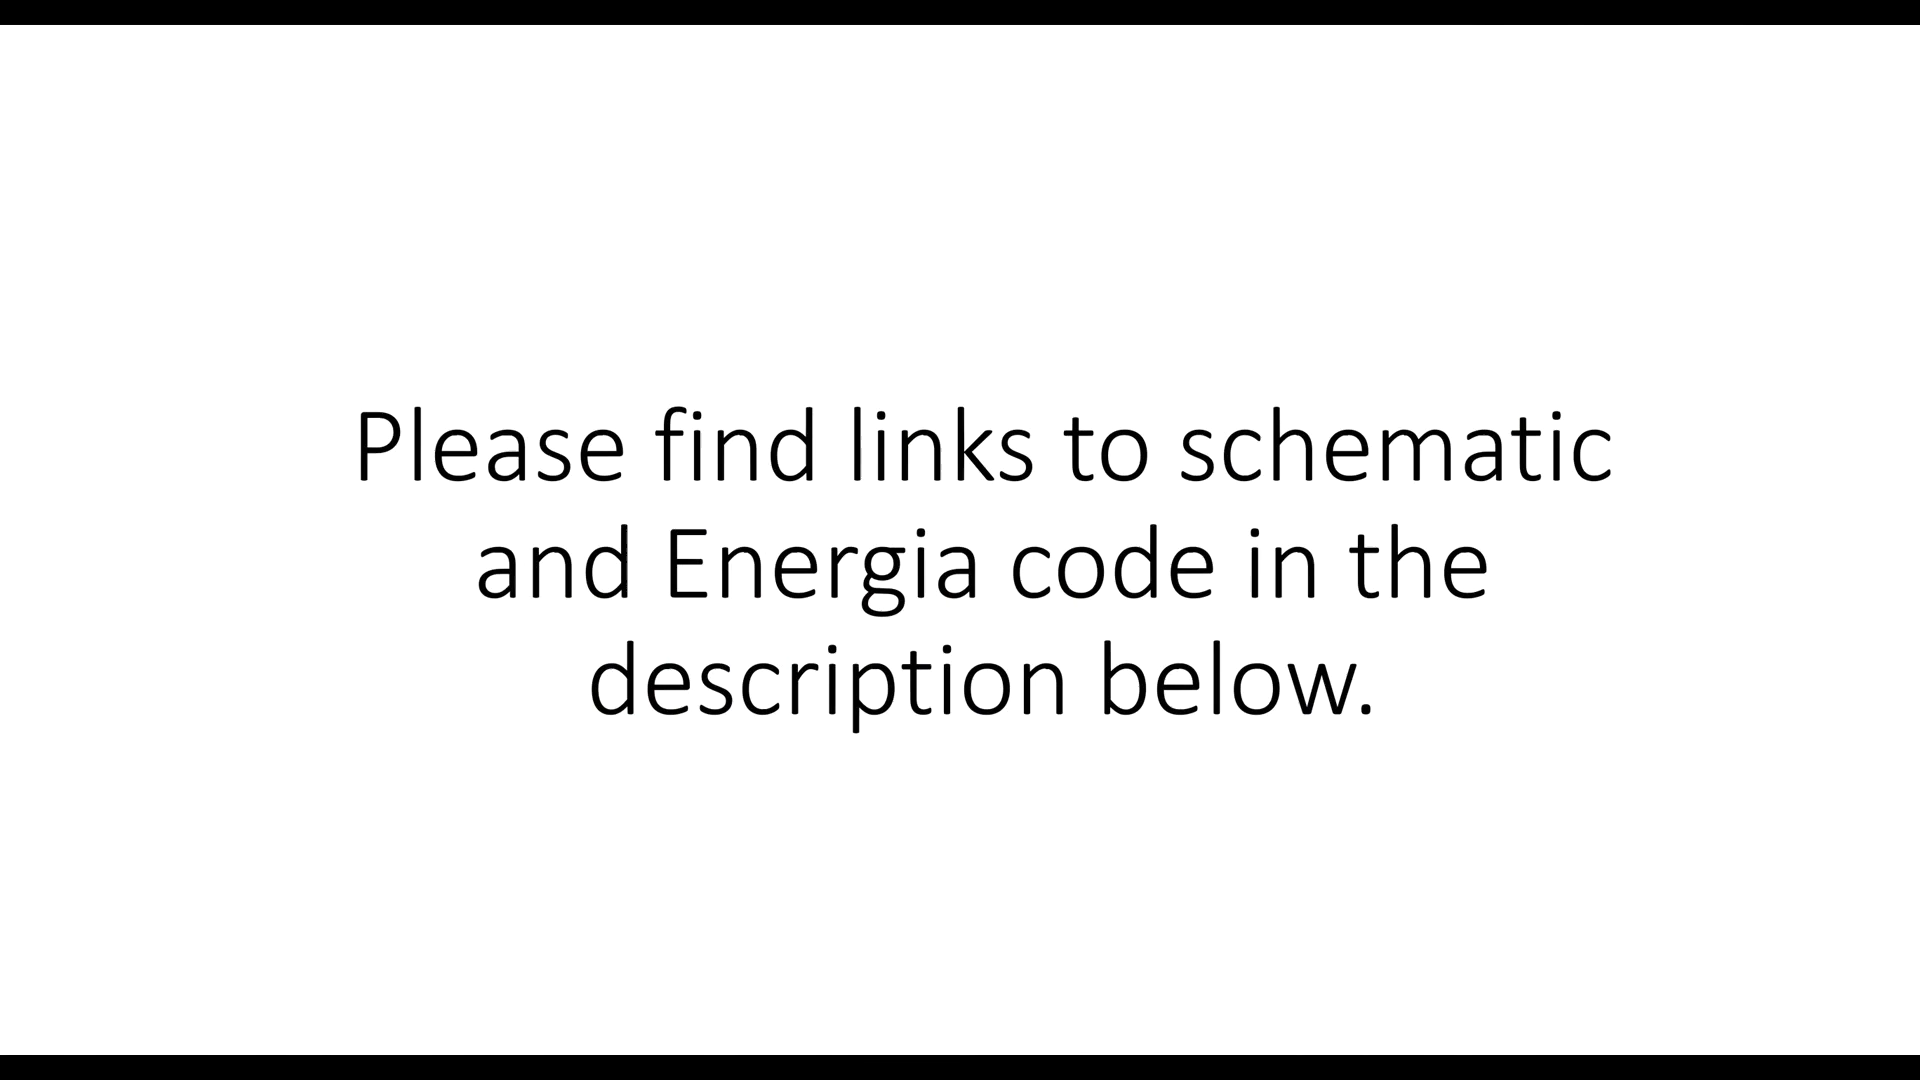 Please find links to schematic
and Energia code in the
description below.